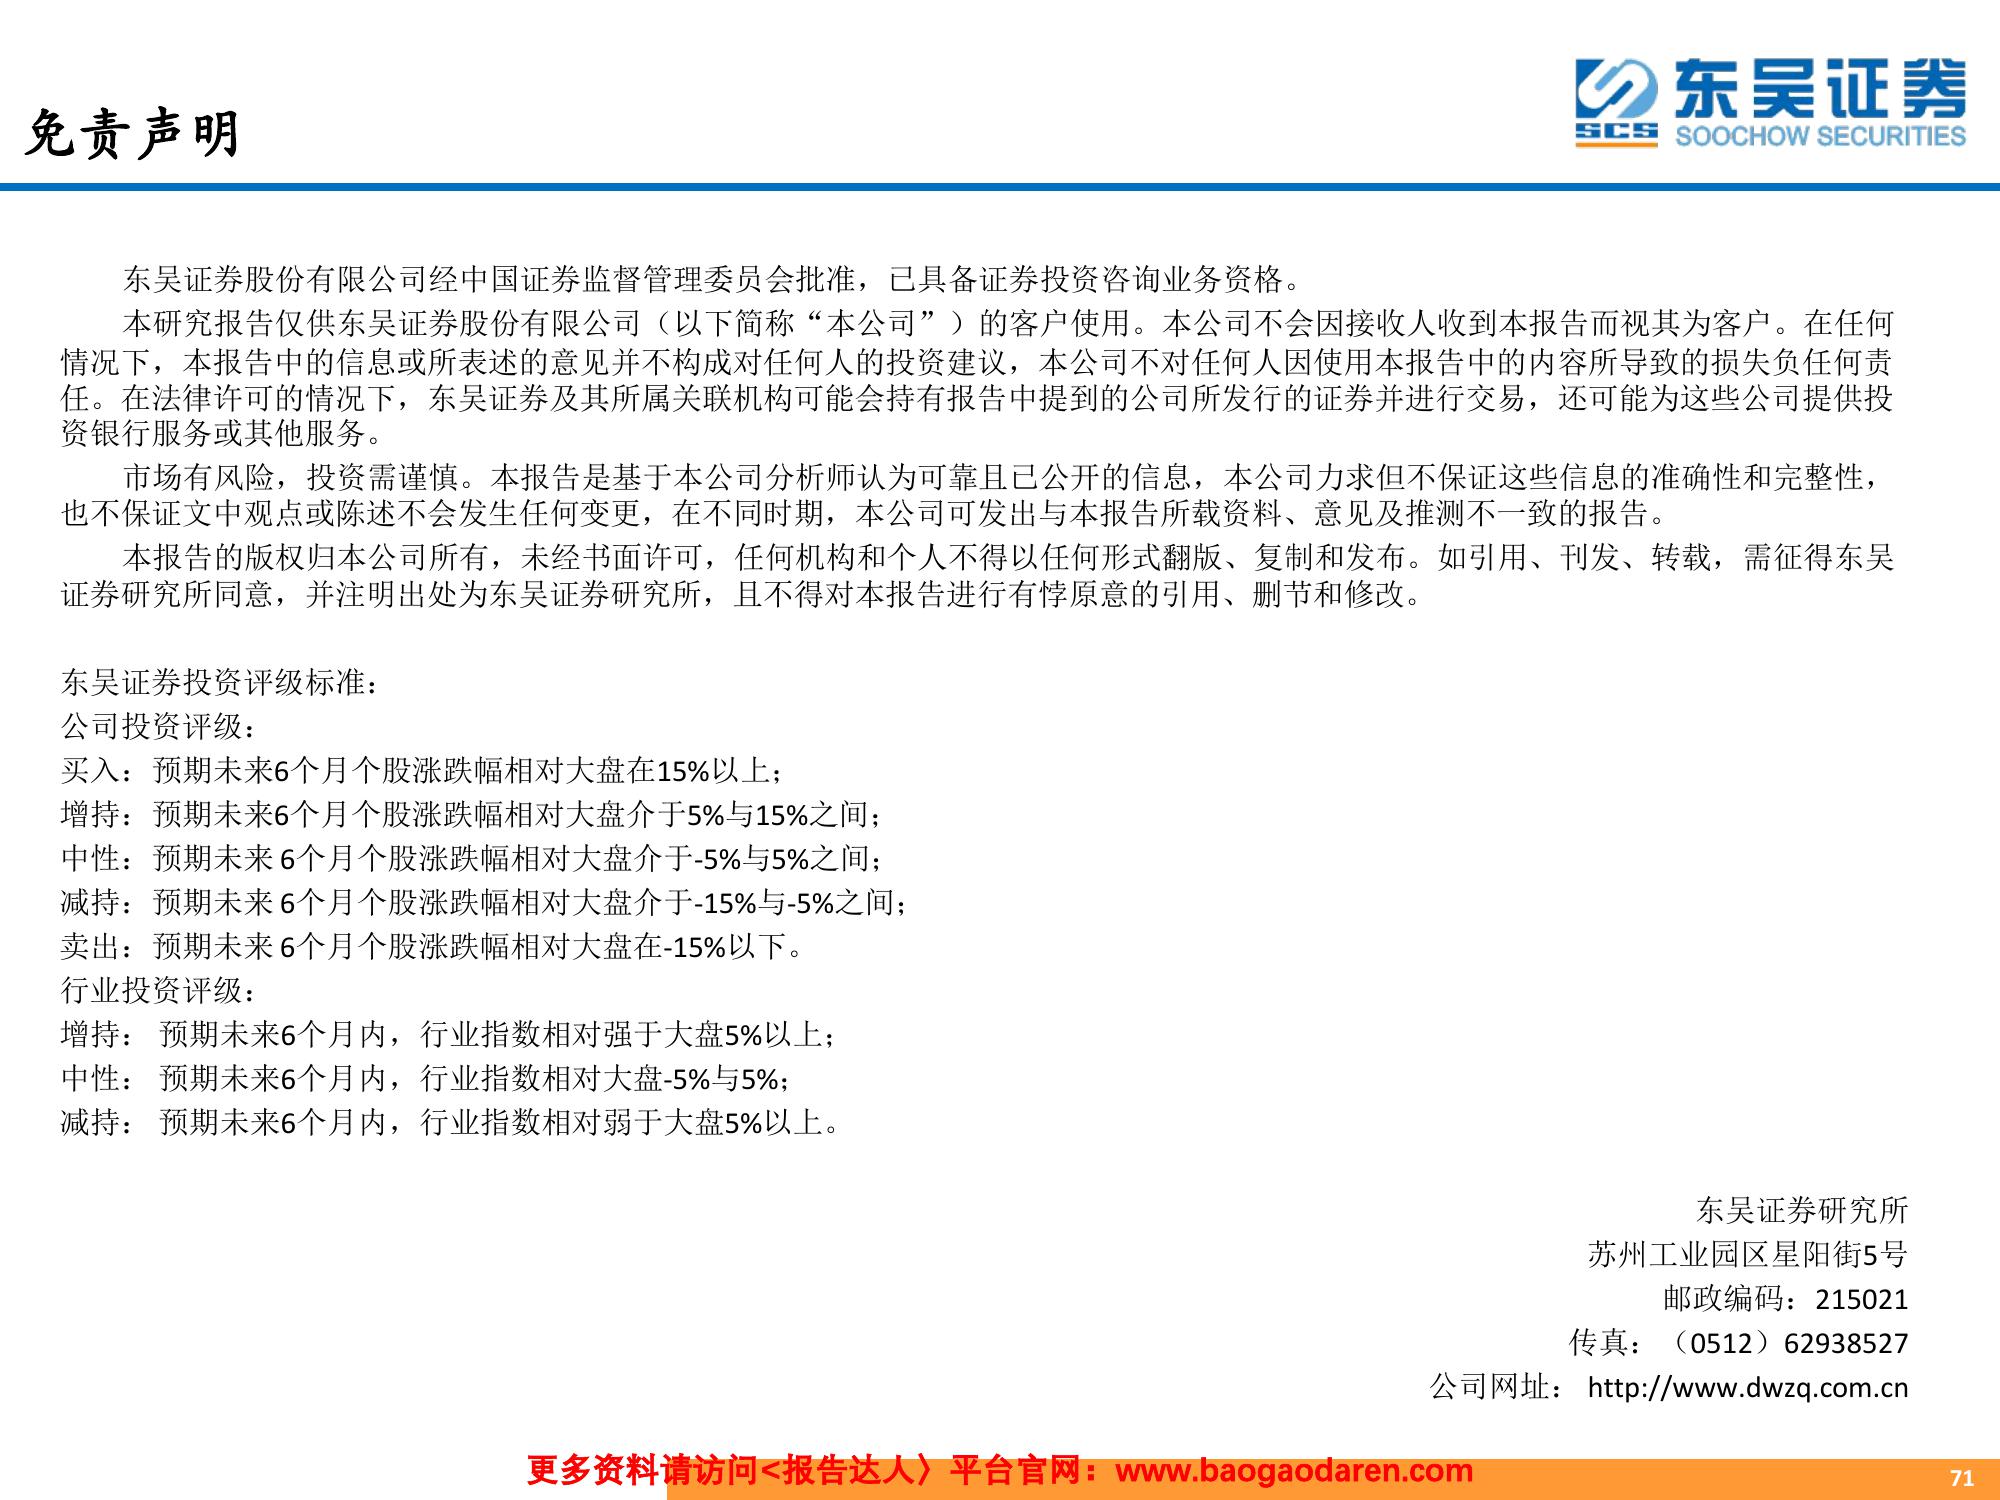 免责声明
东吴证券
SCS
SOOCHOW SECURITIES
东吴证券股份有限公司经中国证券监督管理委员会批准，已具备证券投资咨询业务资格。
本研究报告仅供东吴证券股份有限公司（以下简称“本公司”）的客户使用。本公司不会因接收人收到本报告而视其为客户。在任何
情况下，本报告中的信息或所表述的意见并不构成对任何人的投资建议，本公司不对任何人因使用本报告中的内容所导致的损失负任何责
任。在法律许可的情况下，东吴证券及其所属关联机构可能会持有报告中提到的公司所发行的证券并进行交易，还可能为这些公司提供投
资银行服务或其他服务。
市场有风险，投资需谨慎。本报告是基于本公司分析师认为可靠且已公开的信息，本公司力求但不保证这些信息的准确性和完整性，
也不保证文中观点或陈述不会发生任何变更，在不同时期，本公司可发出与本报告所载资料、意见及推测不一致的报告。
本报告的版权归本公司所有，未经书面许可，任何机构和个人不得以任何形式翻版、复制和发布。如引用、刊发、转载，需征得东吴
证券研究所同意，并注明出处为东吴证券研究所，且不得对本报告进行有悖原意的引用、删节和修改。
东吴证券投资评级标准：
公司投资评级：
买入：预期未来6个月个股涨跌幅相对大盘在15%以上；
增持：预期未来6个月个股涨跌幅相对大盘介于5%与15%之间；
中性：预期未来 6个月个股涨跌幅相对大盘介于-5%与5%之间；
减持：预期未来 6个月个股涨跌幅相对大盘介于-15%与-5%之间；
卖出：预期未来 6个月个股涨跌幅相对大盘在-15%以下。
行业投资评级：
增持： 预期未来6个月内，行业指数相对强于大盘5%以上；
中性： 预期未来6个月内，行业指数相对大盘-5%与5%；
减持： 预期未来6个月内，行业指数相对弱于大盘5%以上。
东吴证券研究所
苏州工业园区星阳街5号
邮政编码：215021
传真：（0512）62938527
公司网址： http://www.dwzq.com.cn
更多资料请访问<报告达人〉平台官网：www.baogaodaren.com
71